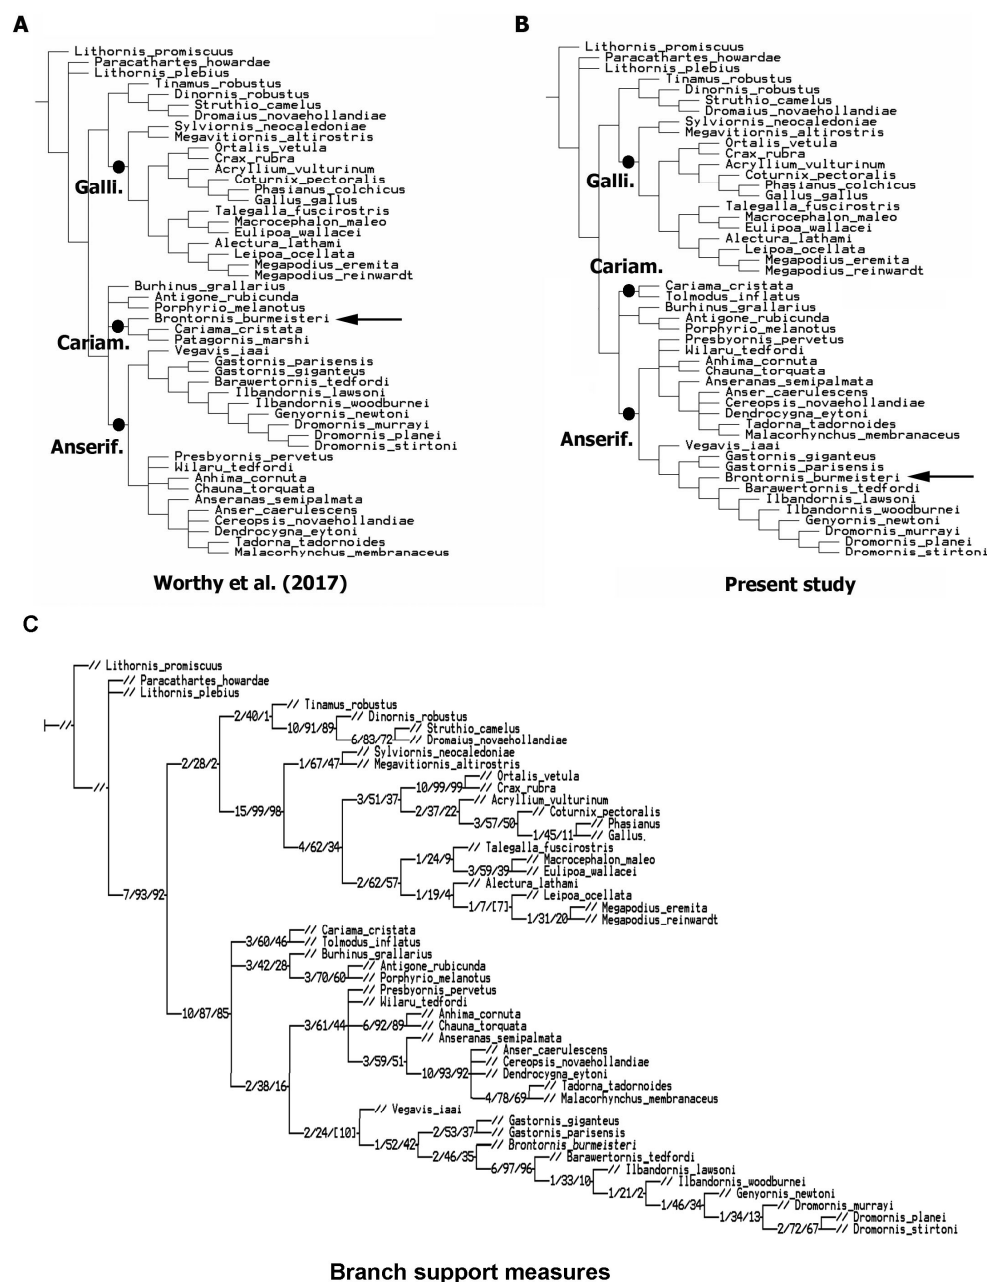 A
Lithornis_promiscuus
Paracathartes_howardae
Lithornis_plebius
Tinamus_robustus
Dinornis_robustus
Struthio_camelus
Dromaius_novaehollandiae
Sylviornis_neocaledoniae
Megavitiornis_altirostris
Ortalis_vetula
Crax_rubra
Acryllium_vulturinum
Coturnix_pectoralis
Galli.
Phasianus_colchicus
Gallus_gallus
Talegalla_fuscirostris
Macrocephalon_maleo
Eulipoa_wallacei
Alectura_lathami
Leipoa_ocellata
Megapodius_eremita
Megapodius_reinwardt
Burhinus_grallarius
Antigone_rubicunda
Porphyrio_melanotus
Brontornis_burmeisteri
Cariama_cristata
Cariam.
Patagornis_marshi
Vegavis_iaai
Gastornis_parisensis
Gastornis_giganteus
Barawertornis_tedfordi
Ilbandornis_lawsoni
Ilbandornis_woodburnei
Genyornis_newtoni
Dromornis_murrayi
Dromornis_planei
Anserif.
Dromornis_stirtoni
Presbyornis_pervetus
Wilaru_tedfordi
Anhima_cornuta
Chauna_torquata
Anseranas_semipalmata
Anser_caerulescens
Cereopsis_novaehollandiae
Dendrocygna_eytoni
Tadorna_tadornoides
Malacorhynchus_membranaceus
Worthy et al. (2017)
B
Lithornis_promiscuus
Paracathartes_howardae
Lithornis_plebius
Tinamus_robustus
Dinornis_robustus
Struthio_camelus
Dromaius_novaehollandiae
Sylviornis_neocaledoniae
Megavitiornis_altirostris
Ortalis_vetula
Crax_rubra
Acryllium_vulturinum
Coturnix_pectoralis
Galli.
Phasianus_colchicus
Gallus_gallus
Talegalla_fuscirostris
Macrocephalon_maleo
Eulipoa_wallacei
Alectura_lathami
Leipoa_ocellata
Megapodius_eremita
Cariam.
Megapodius_reinwardt
Cariama_cristata
Tolmodus_inflatus
Burhinus_grallarius
Antigone_rubicunda
Porphyrio_melanotus
Presbyornis_pervetus
Wilaru_tedfordi
Anhima_cornuta
Chauna_torquata
Anseranas_semipalmata
Anser_caerulescens
Cereopsis_novaehollandiae
Dendrocygna_eytoni
Tadorna_tadornoides
Malacorhynchus_membranaceus
Anserif.
Vegavis_iaai
Gastornis_giganteus
Gastornis_parisensis
Brontornis_burmeisteri
Barawertornis_tedfordi
Ilbandornis_lawsoni
Ilbandornis_woodburnei
Genyornis_newtoni
Dromornis_murrayi
Dromornis_planei
Dromornis_stirtoni
Present study
C
// Lithornis_promiscuus
// Paracathartes_howardae
// Lithornis_plebius
// Tinamus_robustus
2/40/1 // Dinornis_robustus
// 10/91/89 // Struthio_camelus
6/83/72 // Dromaius_novaehollandiae
// Sylviornis_neocaledoniae
2/28/2 1/67/47 // Megavitiornis_altirostris
// Ortalis_vetula
// 10/99/99 // Crax_rubra
3/51/37 // Acryllium_vulturinum
15/99/98 2/37/22 // Coturnix_pectoralis
3/57/50 // Phasianus
1/45/11 // Gallus.
4/62/34 // Talegalla_fuscirostris
1/24/9 // Macrocephalon_maleo
3/59/39 // Eulipoa_wallacei
2/62/57 // Alectura_lathami
7/93/92 1/19/4 // Leipoa_ocellata
1/7/[7] // Megapodius_eremita
1/31/20 // Megapodius_reinwardt
// Cariama_cristata
3/60/46 // Tolmodus_inflatus
// Burhinus_grallarius
3/42/28 // Antigone_rubicunda
3/70/60 // Porphyrio_melanotus
// Presbyornis_pervetus
// Wilaru_tedfordi
10/87/85 // Anhima_cornuta
3/61/44 6/92/89 // Chauna_torquata
// Anseranas_semipalmata
// Anser_caerulescens
3/59/51 // Cereopsis_novaehollandiae
10/93/92 // Dendrocygna_eytoni
2/38/16 // Tadorna_tadornoides
4/78/69 // Malacorhynchus_membranaceus
// Vegavis_iaai
// Gastornis_giganteus
2/24/[10] 2/53/37 // Gastornis_parisensis
1/52/42 // Brontornis_burmeisteri
2/46/35 // Barawertornis_tedfordi
6/97/96 // Ilbandornis_lawsoni
1/33/10 // Ilbandornis_woodburnei
1/21/2 // Genyornis_newtoni
1/46/34 // Dromornis_murrayi
1/34/13 // Dromornis_planei
2/72/67 // Dromornis_stirtoni
Branch support measures